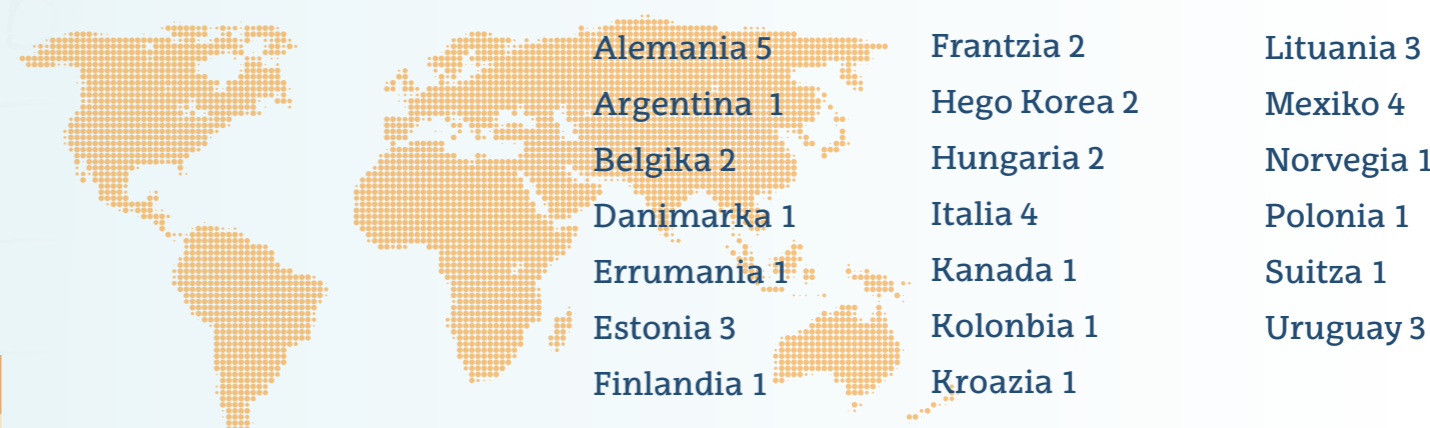 Alemania 5
Argentina 1
Belgika 2
Danimarka 1
Errumania 1
Estonia 3
Finlandia 1
Frantzia 2
Hego Korea 2
Hungaria 2
Italia 4
Kanada 1
Kolonbia 1
Kroazia 1
Lituania 3
Mexiko 4
Norvegia 1
Polonia 1
Suitza 1
Uruguay 3